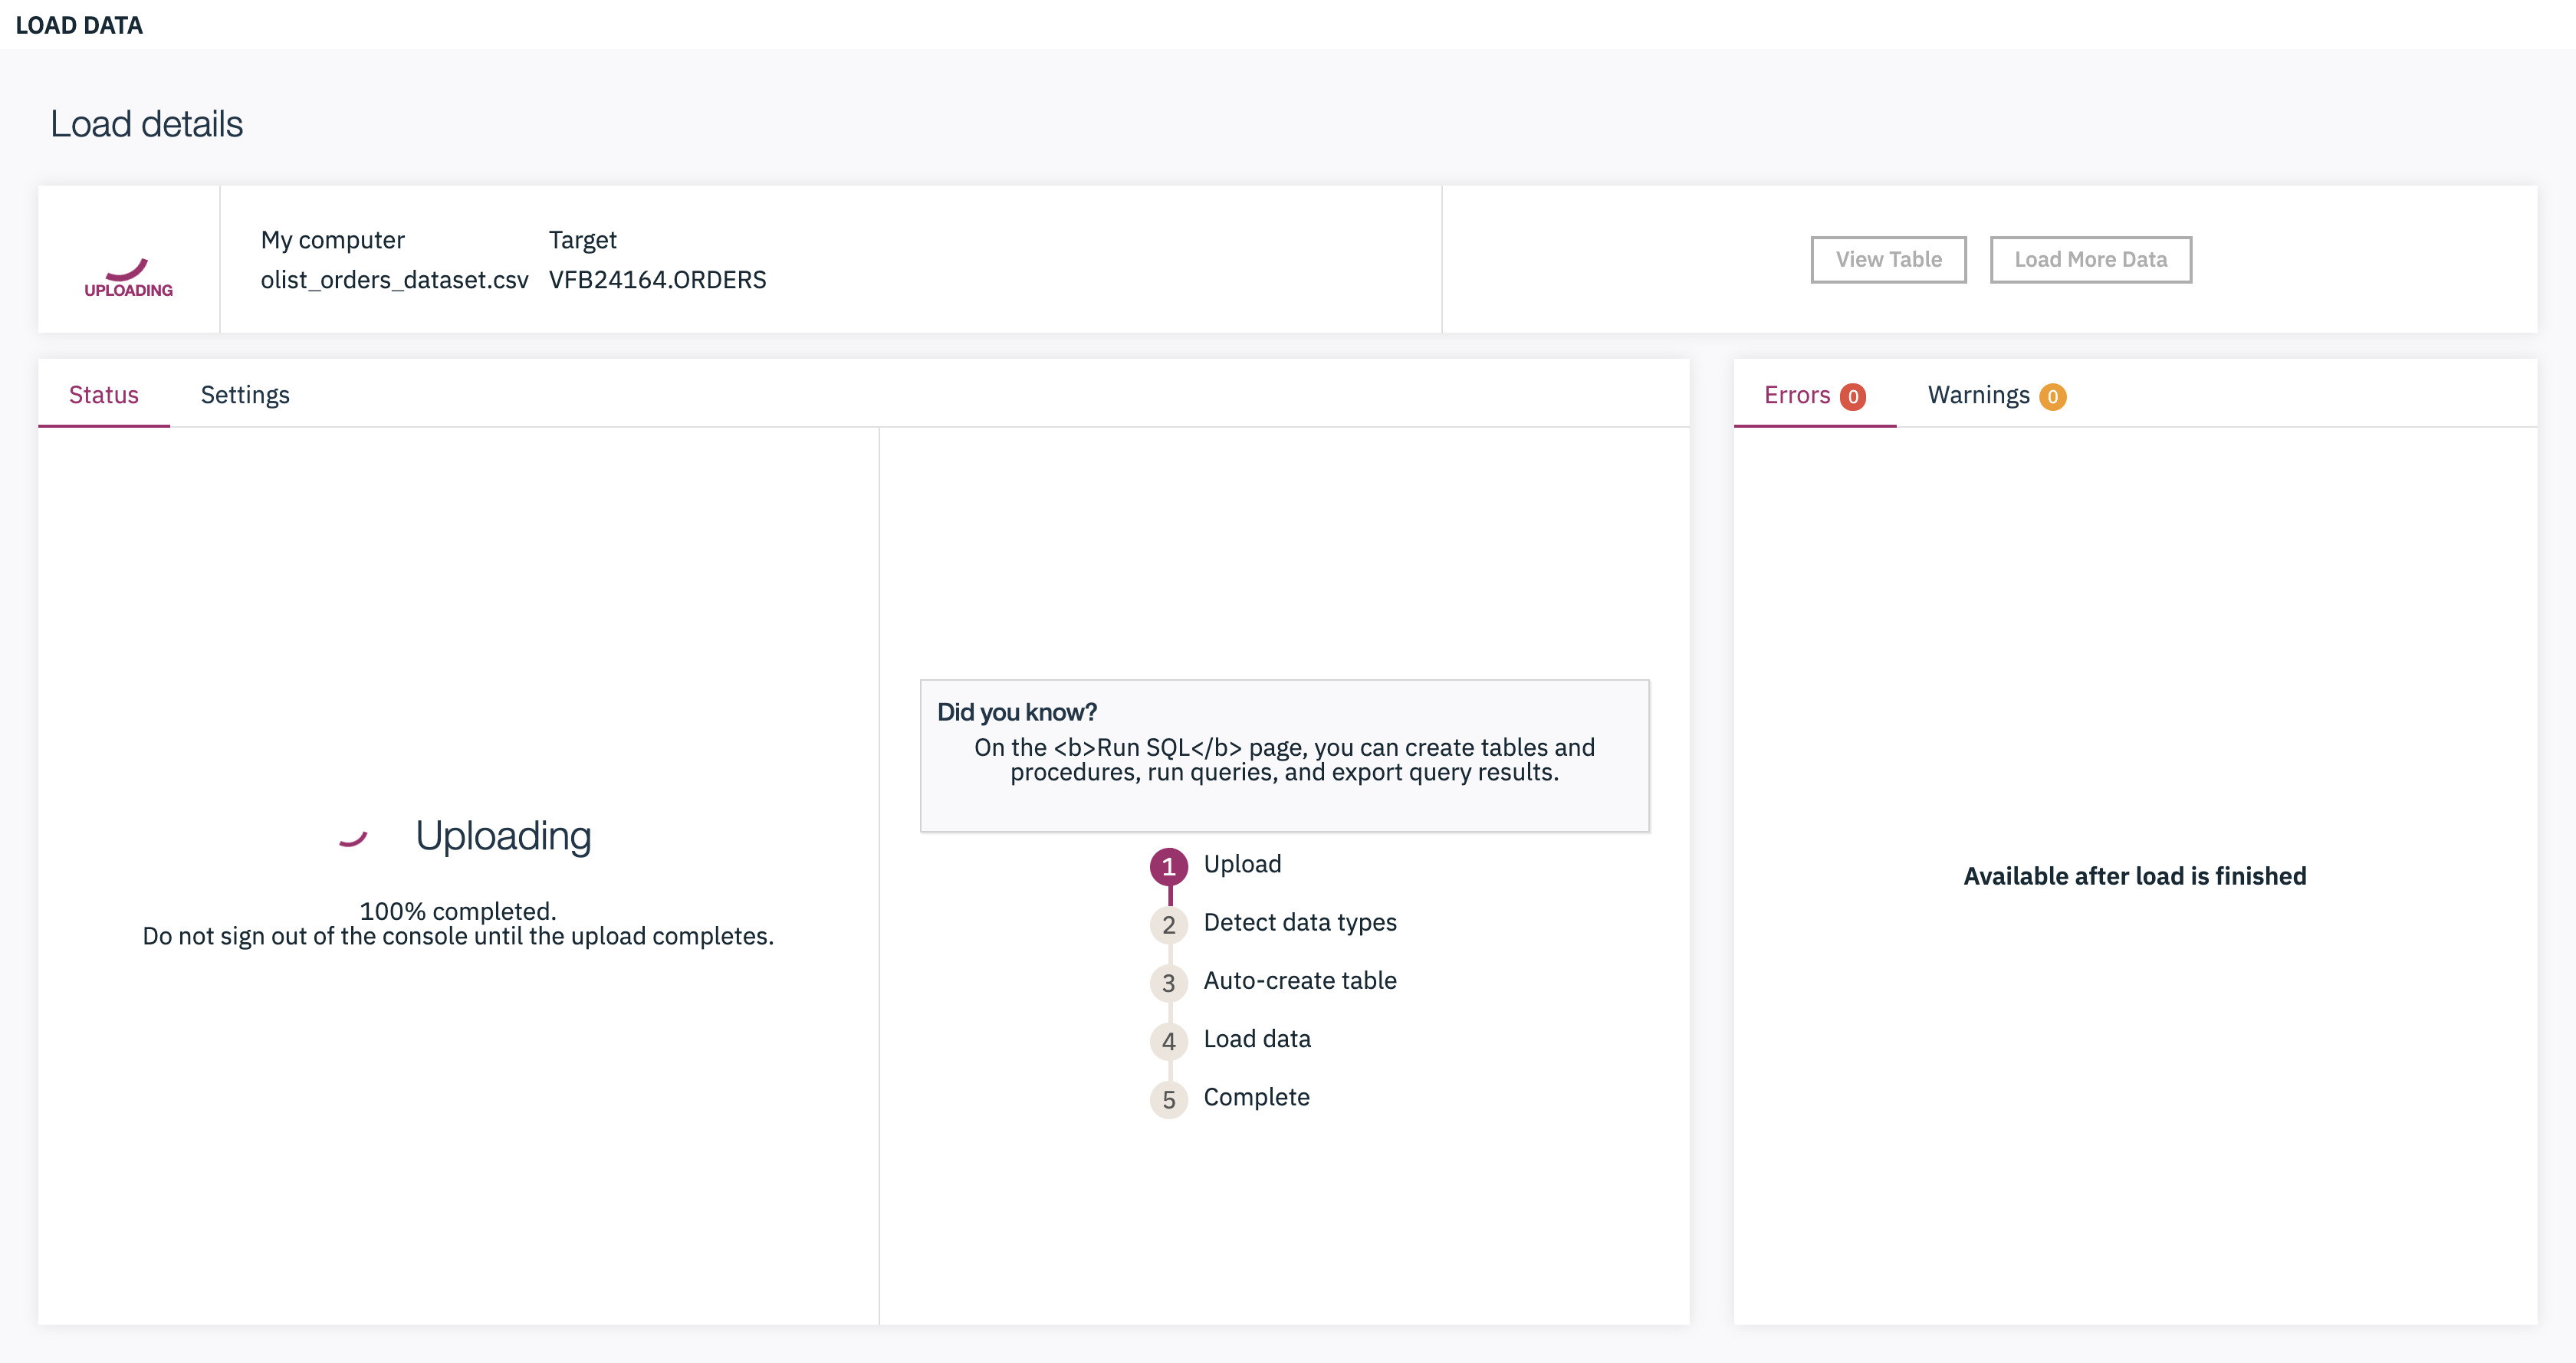 LOAD DATA
Load details
UPLOADING
My computer
olist_orders_dataset.csv
Target
VFB24164.ORDERS
View Table
Load More Data
Status
Settings
Uploading
100% completed.
Do not sign out of the console until the upload completes.
Did you know?
On the <b>Run SQL</b> page, you can create tables and
procedures, run queries, and export query results.
1 Upload
2 Detect data types
3 Auto-create table
4 Load data
5 Complete
Errors 0
Warnings 0
Available after load is finished